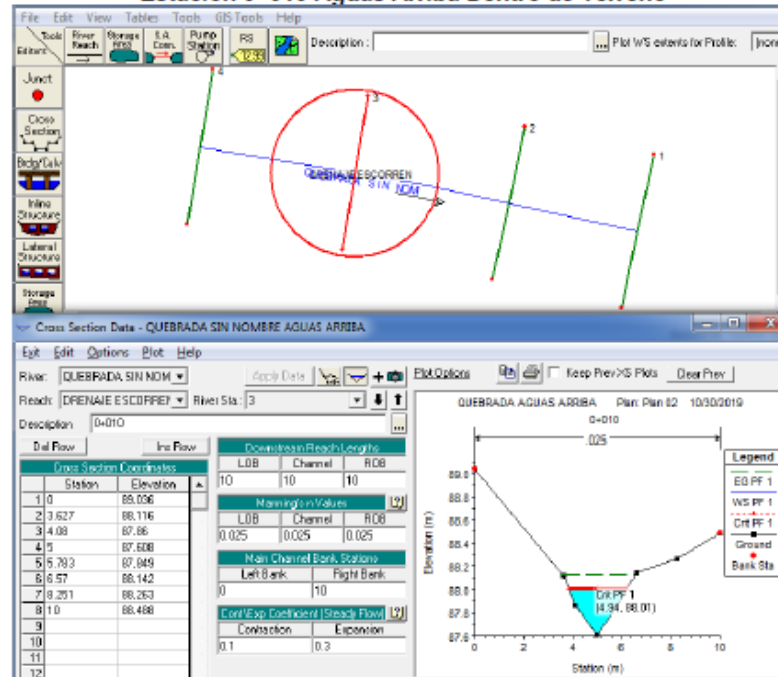 File Edit View Tables Tools GIS Tools Help
Tools
Editors
River
Reach
Storage
Area
S.A.
Conn.
Pump
Station
RS
Description :
...
Plot WS extents for Profile:
Junct.
Cross
Section
Brdg/Culv
Inline
Structure
Lateral
Structure
Storage
Area
4
3
2
1
Cross Section Data - QUEBRADA SIN NOMBRE AGUAS ARRIBA
Exit Edit Options Plot Help
River: QUEBRADA SIN NOM
Apply Data
Reach: DRENAJE ESCORREN
River Sta.: 3
Description 0+010
...
Del Row
Ins Row
Cross Section Coordinates
Station Elevation
1 0 89.036
2 3.627 88.116
3 4.08 87.86
4 5 87.608
5 5.783 87.849
6 6.57 88.142
7 8.251 88.263
8 10 88.488
9
10
11
12
Downstream Reach Lengths
LOB Channel ROB
10 10 10
Manning's n Values
LOB Channel ROB
0.025 0.025 0.025
Main Channel Bank Stations
Left Bank Right Bank
0 10
Cont\Exp Coefficient (Steady Flow)
Contraction Expansion
0.1 0.3
Plot Options
Keep Prev XS Plots
Clear Prev
QUEBRADA AGUAS ARRIBA Plan: Plan 02 10/30/2019
0+010
.025
Elevation (m)
89.0
88.8
88.6
88.4
88.2
88.0
87.8
87.6
0 2 4 6 8 10
Station (m)
Crit PF 1
(4.94, 88.01)
Legend
EG PF 1
WS PF 1
Crit PF 1
Ground
Bank Sta